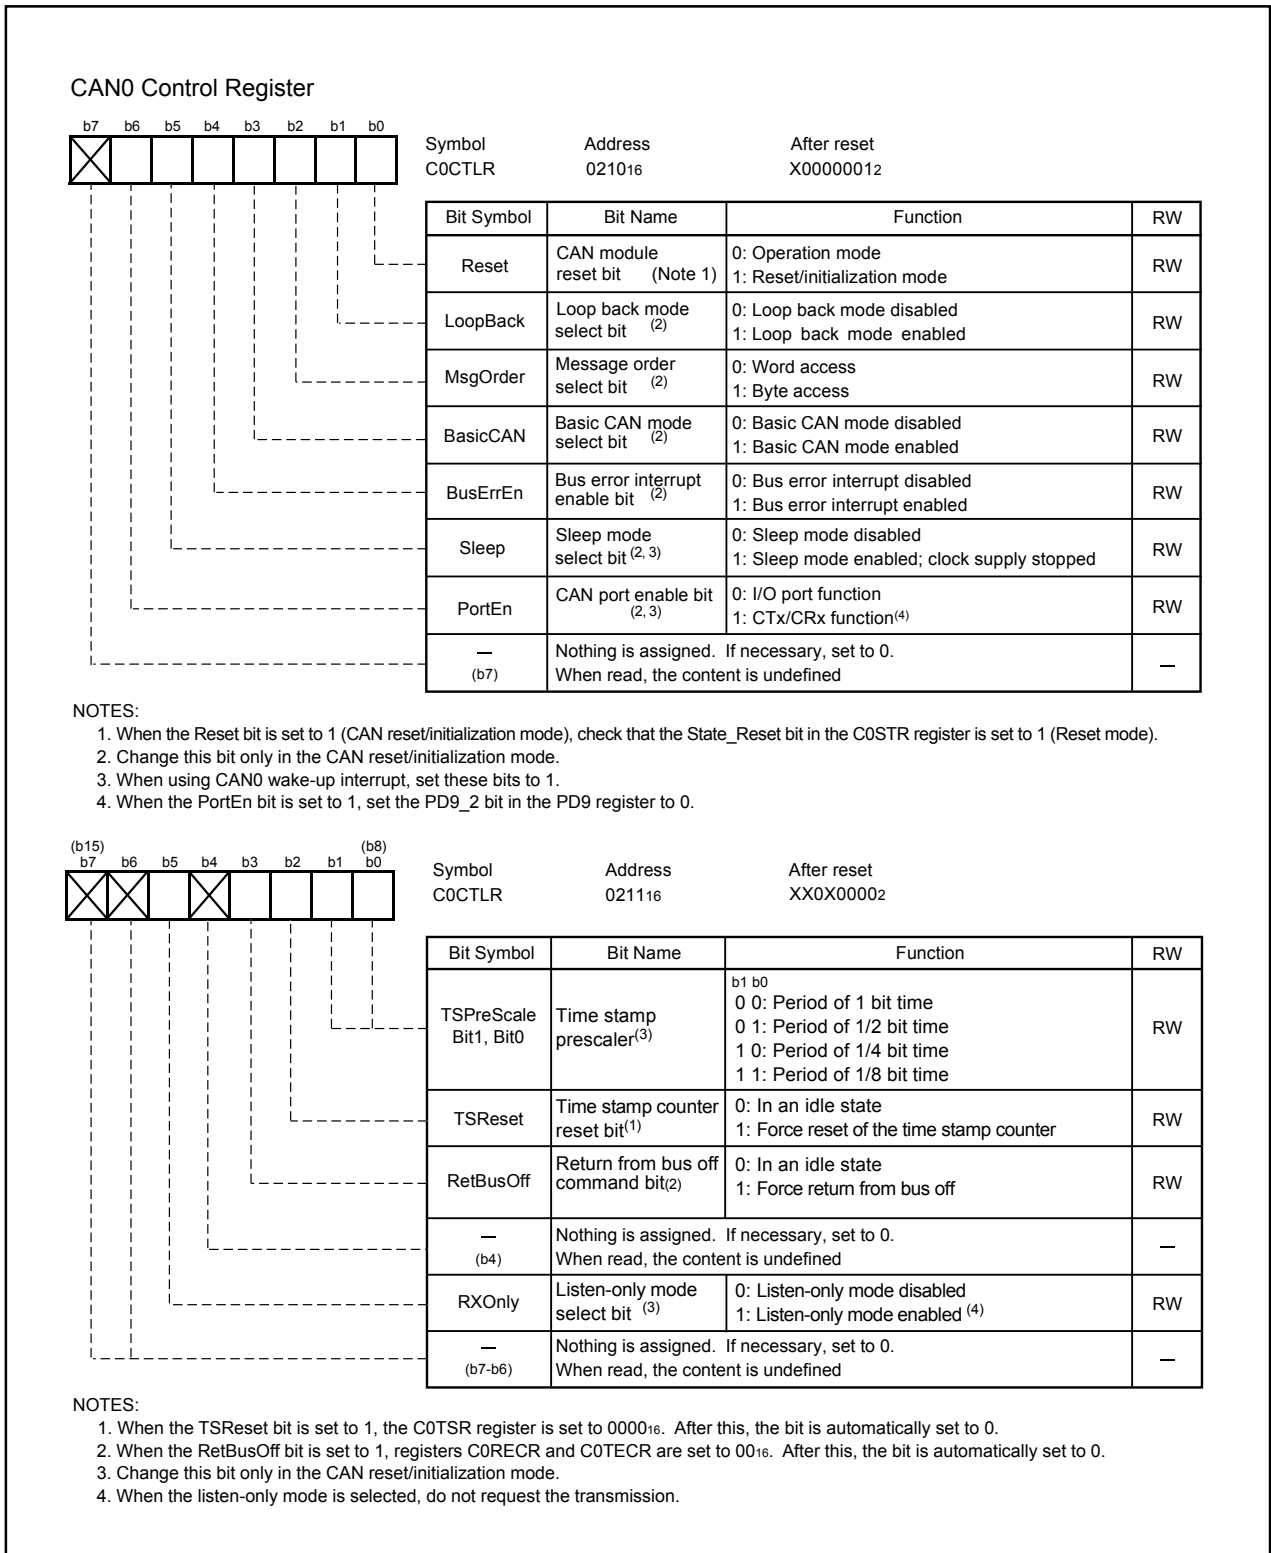 CAN0 Control Register
b7 b6 b5 b4 b3 b2 b1 b0
Symbol Address After reset
C0CTLR 021016 X00000012
Bit Symbol Bit Name Function RW
Reset CAN module reset bit (Note 1) 0: Operation mode RW
1: Reset/initialization mode
LoopBack Loop back mode select bit (2) 0: Loop back mode disabled RW
1: Loop back mode enabled
MsgOrder Message order select bit (2) 0: Word access RW
1: Byte access
BasicCAN Basic CAN mode select bit (2) 0: Basic CAN mode disabled RW
1: Basic CAN mode enabled
BusErrEn Bus error interrupt enable bit (2) 0: Bus error interrupt disabled RW
1: Bus error interrupt enabled
Sleep Sleep mode select bit (2, 3) 0: Sleep mode disabled RW
1: Sleep mode enabled; clock supply stopped
PortEn CAN port enable bit (2, 3) 0: I/O port function RW
1: CTx/CRx function(4)
— (b7) Nothing is assigned. If necessary, set to 0. —
When read, the content is undefined
NOTES:
1. When the Reset bit is set to 1 (CAN reset/initialization mode), check that the State_Reset bit in the C0STR register is set to 1 (Reset mode).
2. Change this bit only in the CAN reset/initialization mode.
3. When using CAN0 wake-up interrupt, set these bits to 1.
4. When the PortEn bit is set to 1, set the PD9_2 bit in the PD9 register to 0.
(b15) (b8)
b7 b6 b5 b4 b3 b2 b1 b0
Symbol Address After reset
C0CTLR 021116 XX0X00002
Bit Symbol Bit Name Function RW
TSPreScale Bit1, Bit0 Time stamp prescaler(3) b1 b0 RW
0 0: Period of 1 bit time
0 1: Period of 1/2 bit time
1 0: Period of 1/4 bit time
1 1: Period of 1/8 bit time
TSReset Time stamp counter reset bit(1) 0: In an idle state RW
1: Force reset of the time stamp counter
RetBusOff Return from bus off command bit(2) 0: In an idle state RW
1: Force return from bus off
— (b4) Nothing is assigned. If necessary, set to 0. —
When read, the content is undefined
RXOnly Listen-only mode select bit (3) 0: Listen-only mode disabled RW
1: Listen-only mode enabled (4)
— (b7-b6) Nothing is assigned. If necessary, set to 0. —
When read, the content is undefined
NOTES:
1. When the TSReset bit is set to 1, the C0TSR register is set to 000016. After this, the bit is automatically set to 0.
2. When the RetBusOff bit is set to 1, registers C0RECR and C0TECR are set to 0016. After this, the bit is automatically set to 0.
3. Change this bit only in the CAN reset/initialization mode.
4. When the listen-only mode is selected, do not request the transmission.